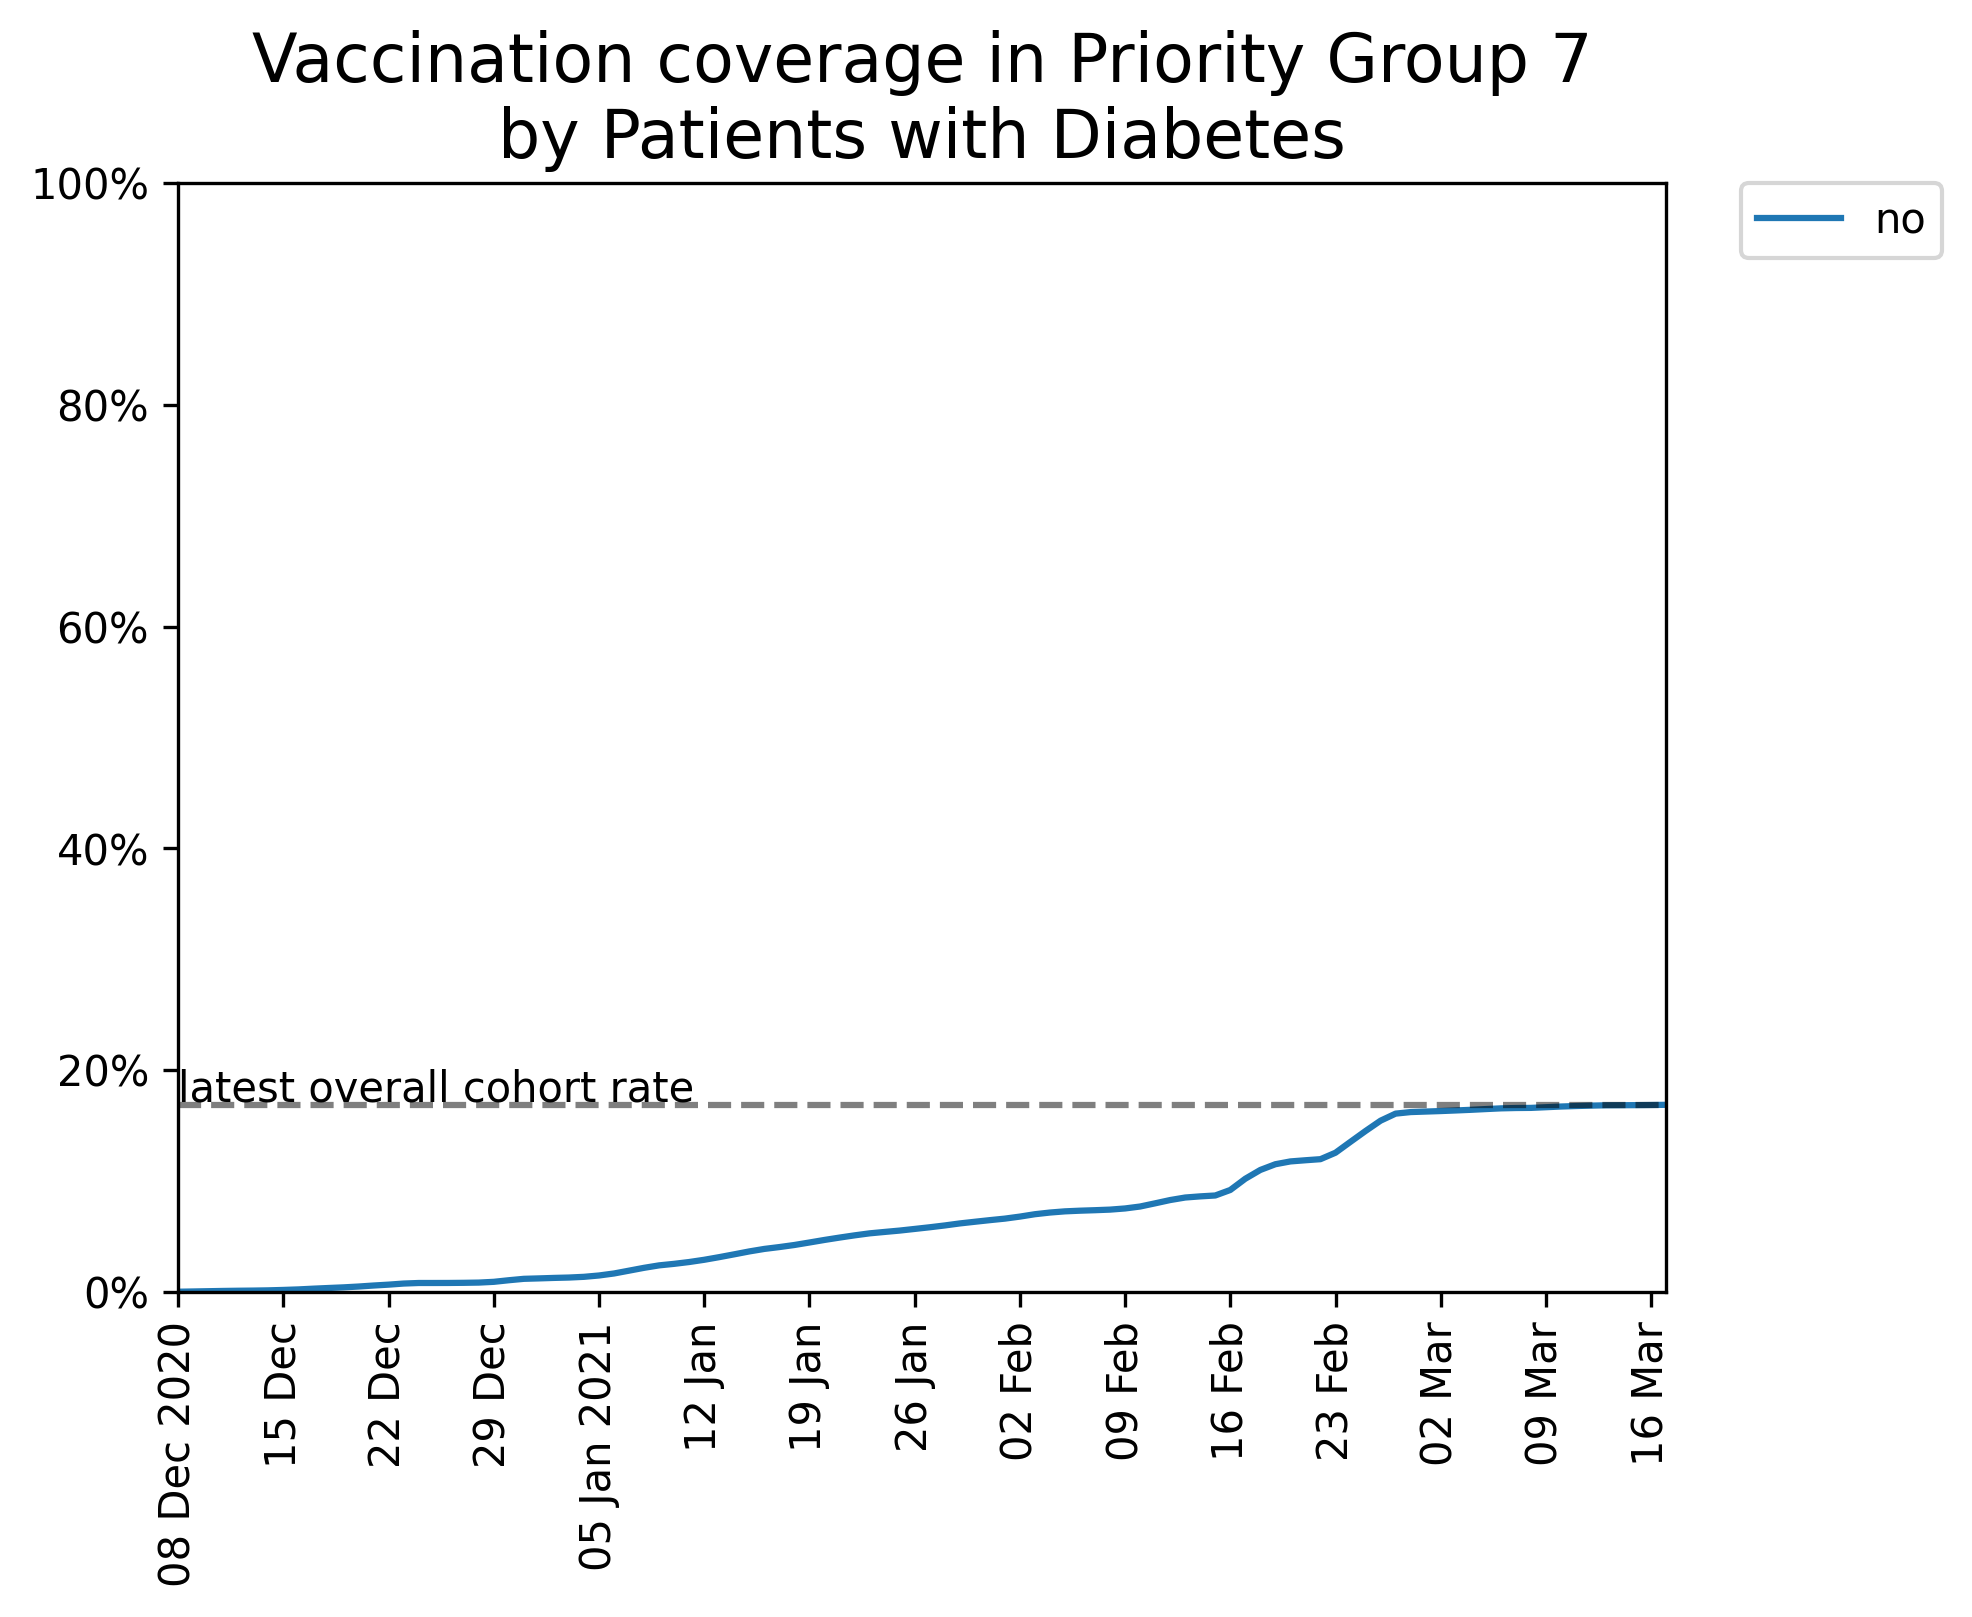 Vaccination coverage in Priority Group 7
by Patients with Diabetes
100%
80%
60%
40%
20%
0%
latest overall cohort rate
no
08 Dec 2020
15 Dec
22 Dec
29 Dec
05 Jan 2021
12 Jan
19 Jan
26 Jan
02 Feb
09 Feb
16 Feb
23 Feb
02 Mar
09 Mar
16 Mar